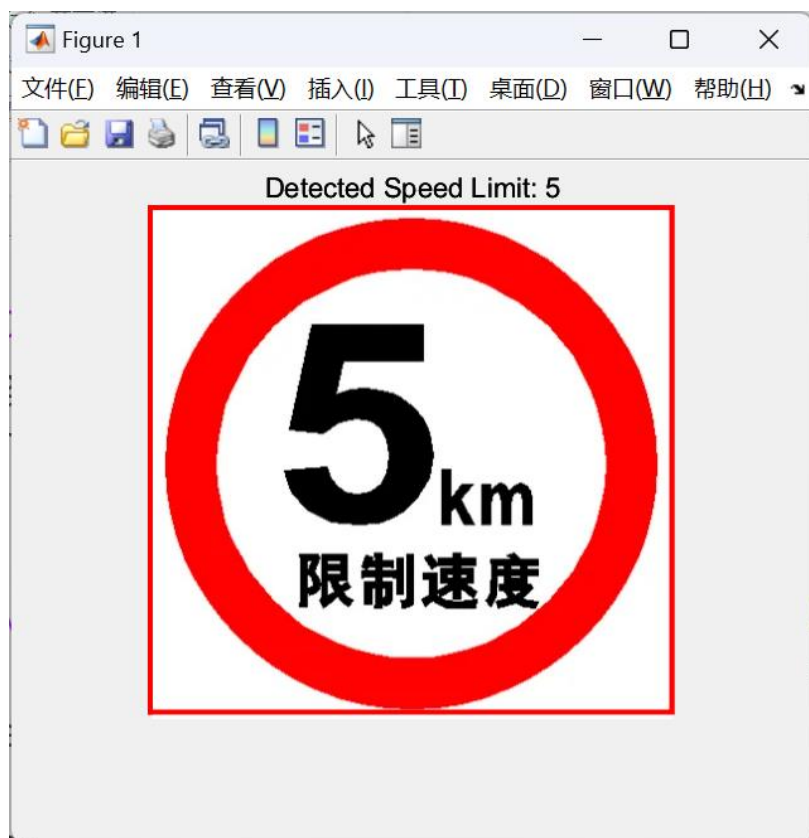 Figure 1
文件(F) 编辑(E) 查看(V) 插入(I) 工具(T) 桌面(D) 窗口(W) 帮助(H)
Detected Speed Limit: 5
5km
限制速度